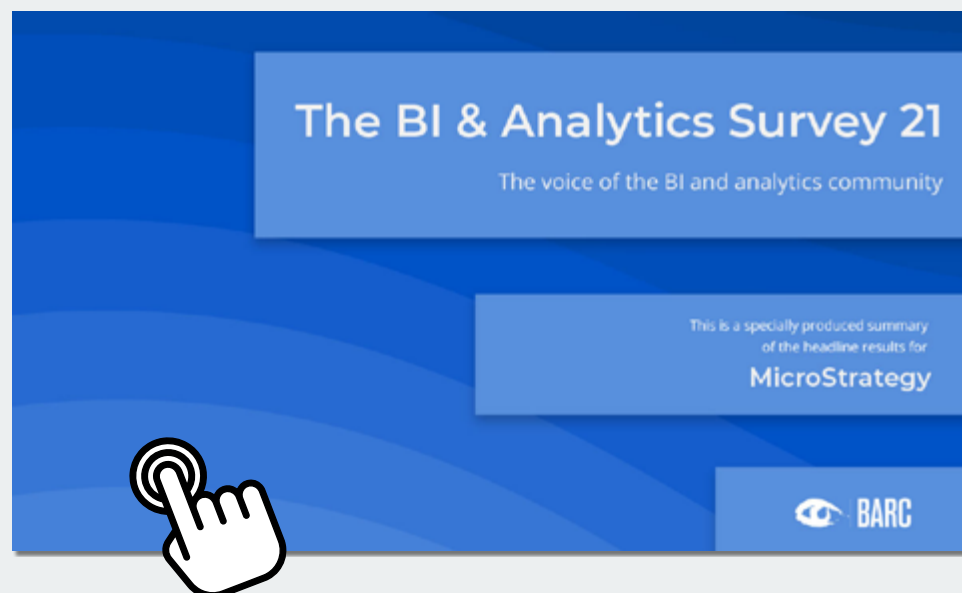 The BI & Analytics Survey 21
The voice of the BI and analytics community
This is a specially produced summary
of the headline results for
MicroStrategy
BARC